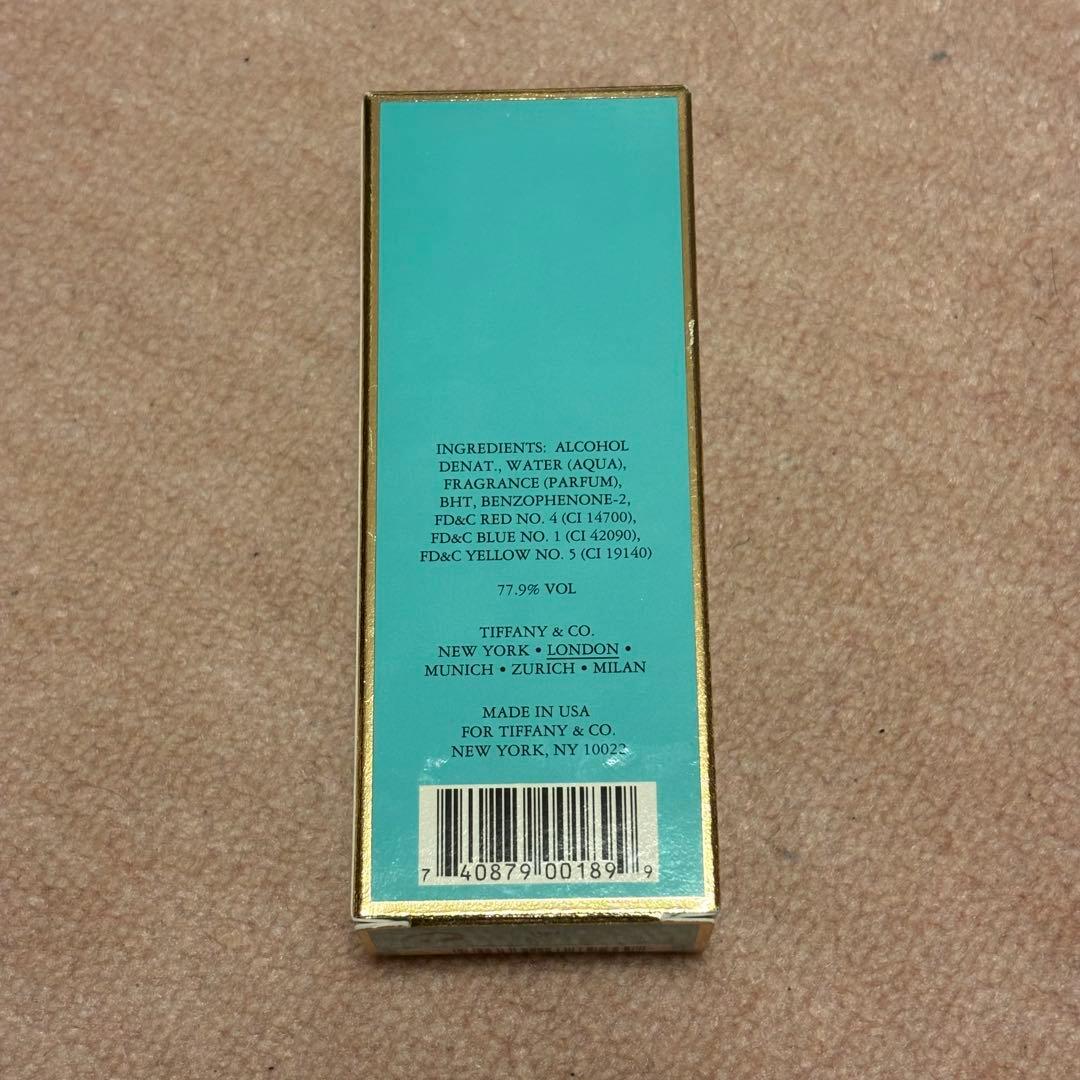 INGREDIENTS: ALCOHOL
DENAT., WATER (AQUA),
FRAGRANCE (PARFUM),
BHT, BENZOPHENONE-2,
FD&C RED NO. 4 (CI 14700),
FD&C BLUE NO. 1 (CI 42090),
FD&C YELLOW NO. 5 (CI 19140)
77.9% VOL
TIFFANY & CO.
NEW YORK • LONDON •
MUNICH • ZURICH • MILAN
MADE IN USA
FOR TIFFANY & CO.
NEW YORK, NY 10022
7 40879 00189 9